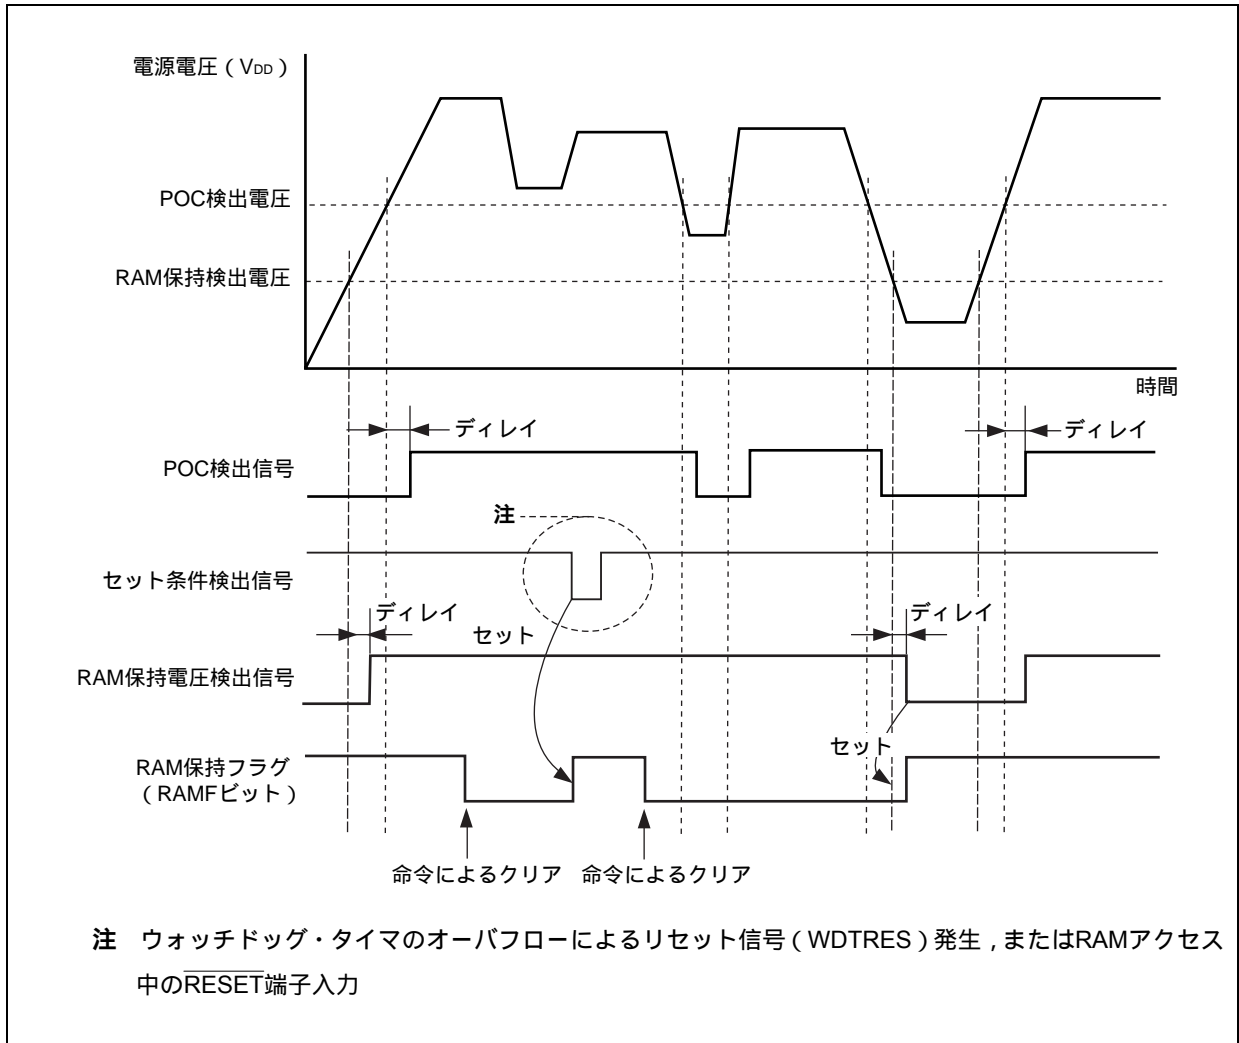 電源電圧（VDD）
POC検出電圧
RAM保持検出電圧
時間
ディレイ
ディレイ
POC検出信号
注
セット条件検出信号
ディレイ
ディレイ
セット
RAM保持電圧検出信号
セット
RAM保持フラグ
（RAMFビット）
命令によるクリア 命令によるクリア
注 ウォッチドッグ・タイマのオーバフローによるリセット信号（WDTRES）発生，またはRAMアクセス
中のRESET端子入力